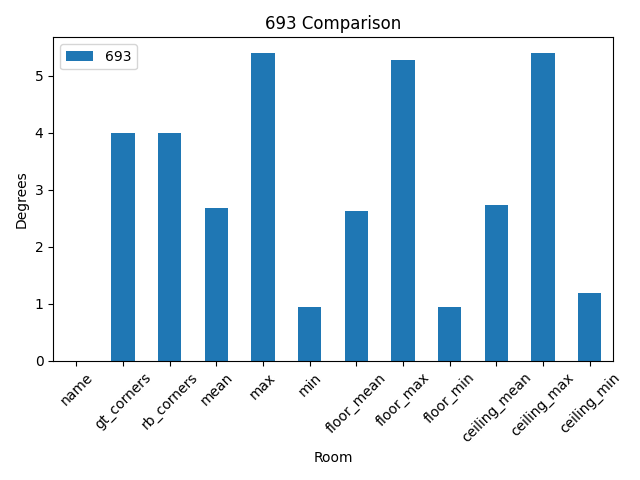 693 Comparison
693
Degrees
5
4
3
2
1
0
name
gt_corners
rb_corners
mean
max
min
floor_mean
floor_max
floor_min
ceiling_mean
ceiling_max
ceiling_min
Room